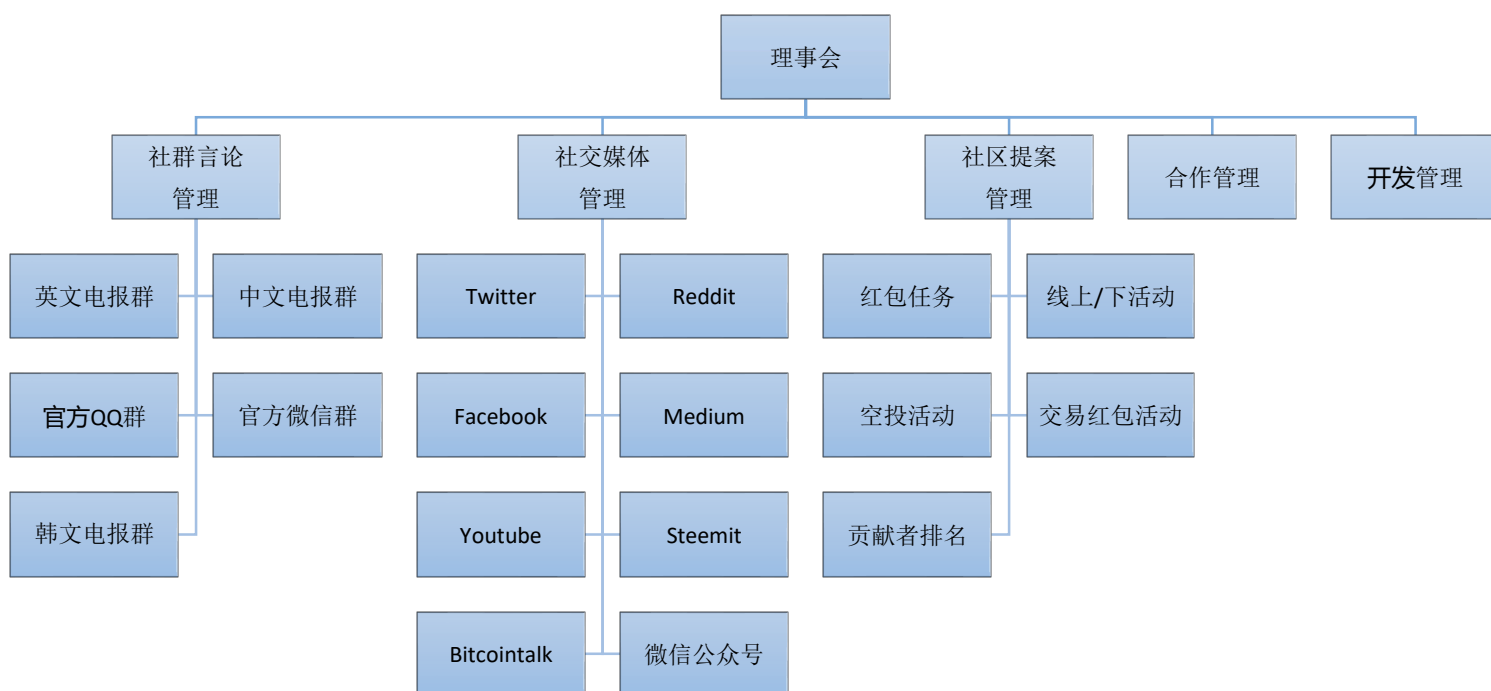 理事会
社群言论
管理
社交媒体
管理
社区提案
管理
合作管理
开发管理
英文电报群
中文电报群
Twitter
Reddit
红包任务
线上/下活动
官方QQ群
官方微信群
Facebook
Medium
空投活动
交易红包活动
韩文电报群
Youtube
Steemit
贡献者排名
Bitcointalk
微信公众号